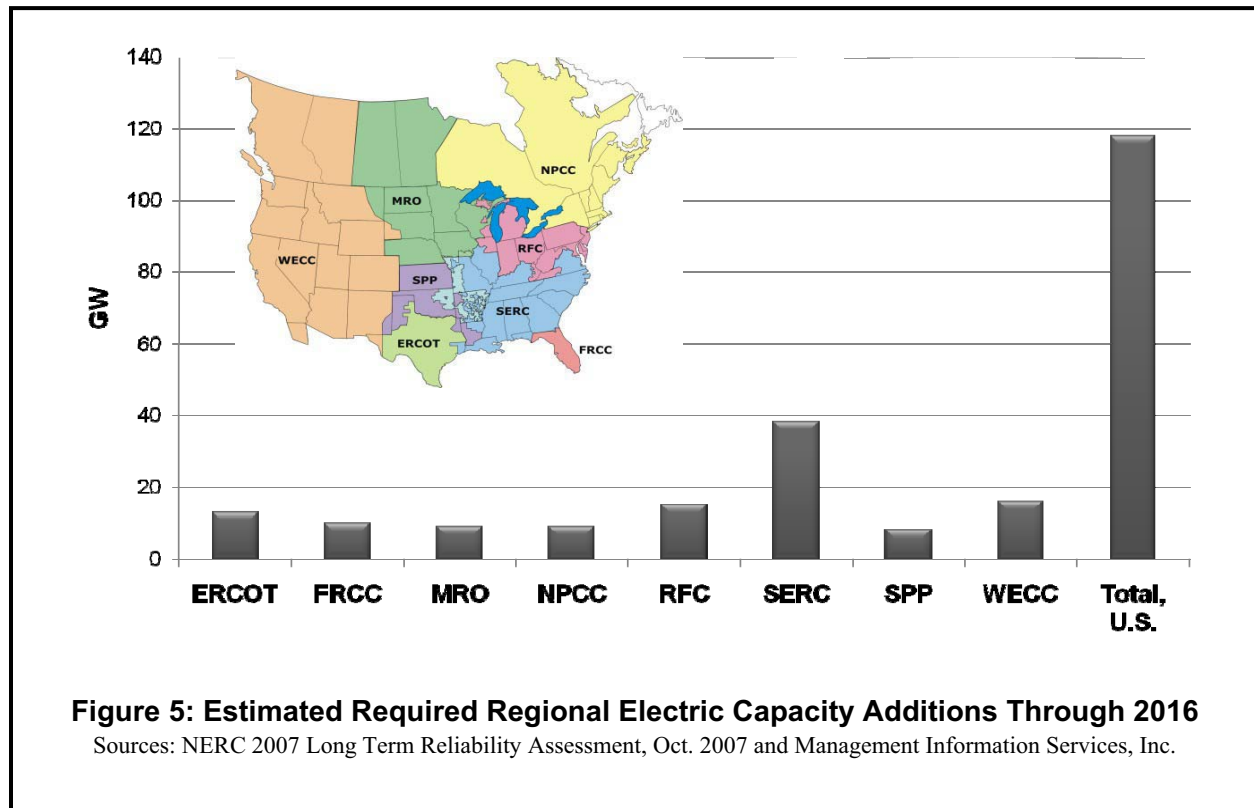 140
120
100
80
60
40
20
0
GW
NPCC
MRO
RFC
WECC
SPP
SERC
ERCOT
FRCC
ERCOT FRCC MRO NPCC RFC SERC SPP WECC Total,
U.S.
Figure 5: Estimated Required Regional Electric Capacity Additions Through 2016
Sources: NERC 2007 Long Term Reliability Assessment, Oct. 2007 and Management Information Services, Inc.